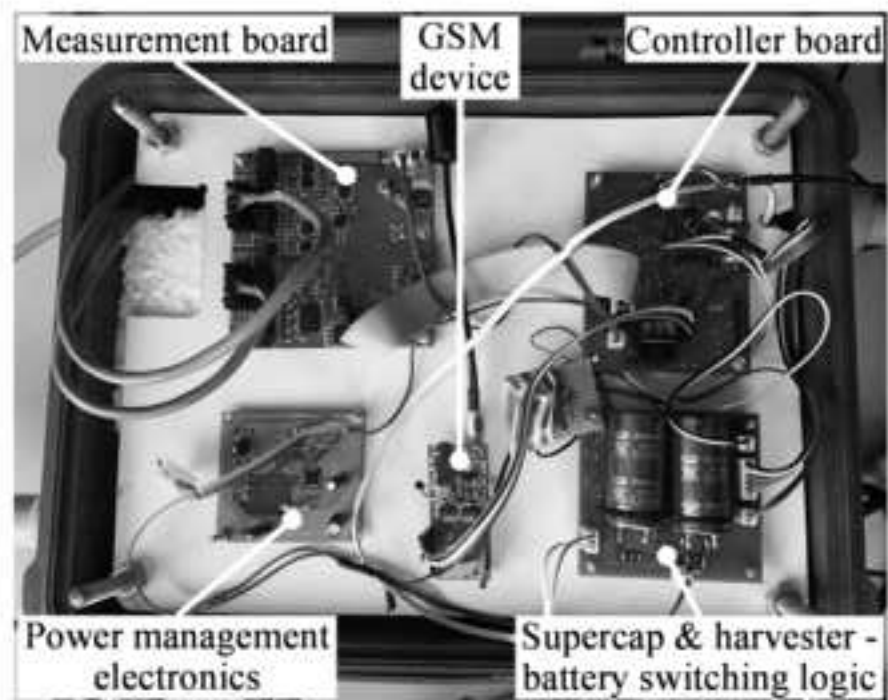 Measurement board
GSM
device
Controller board
Power management
electronics
Supercap & harvester -
battery switching logic